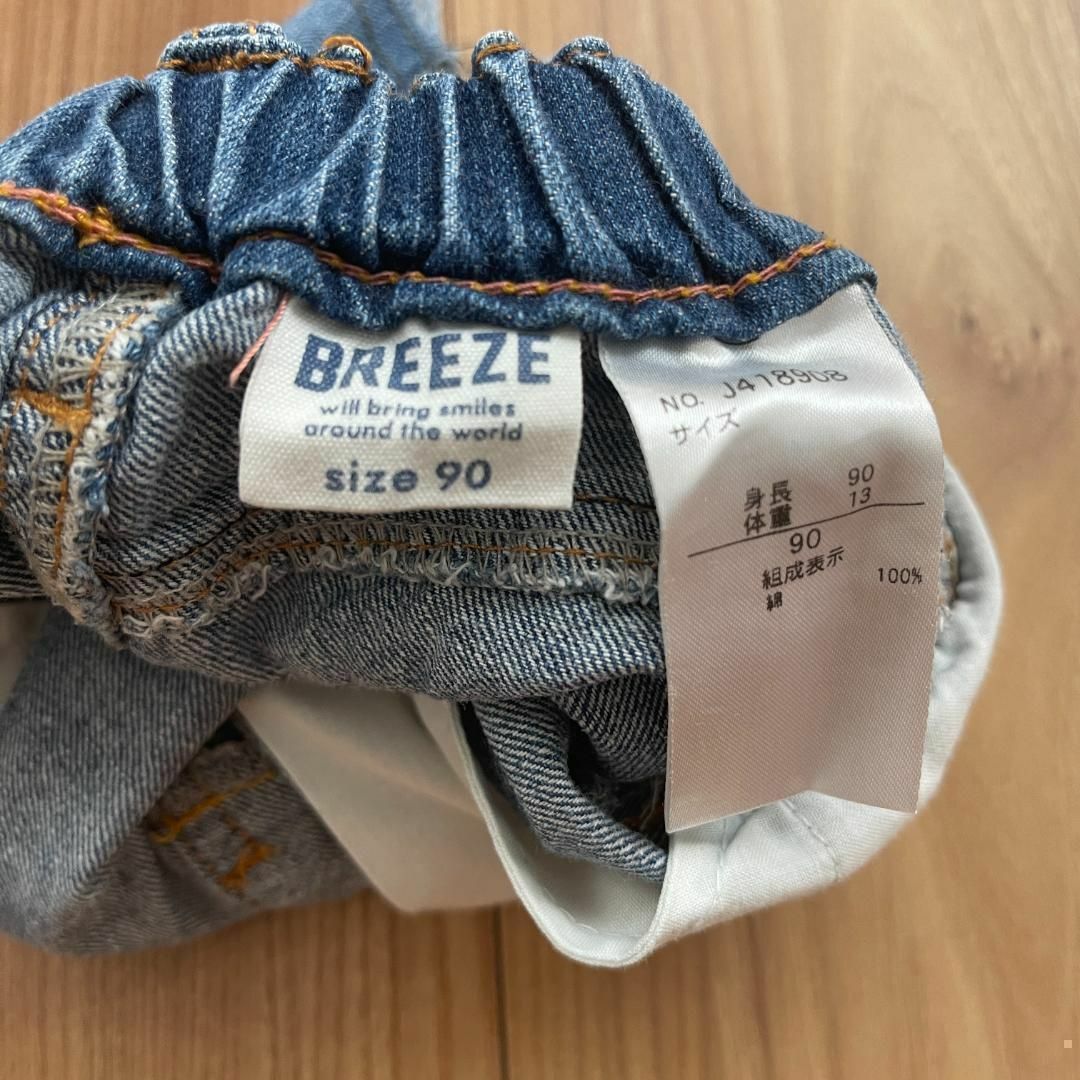 BREEZE
will bring smiles
around the world
size 90
NO. J418908
サイズ
身長 90
体重 13
90
組成表示
綿 100%